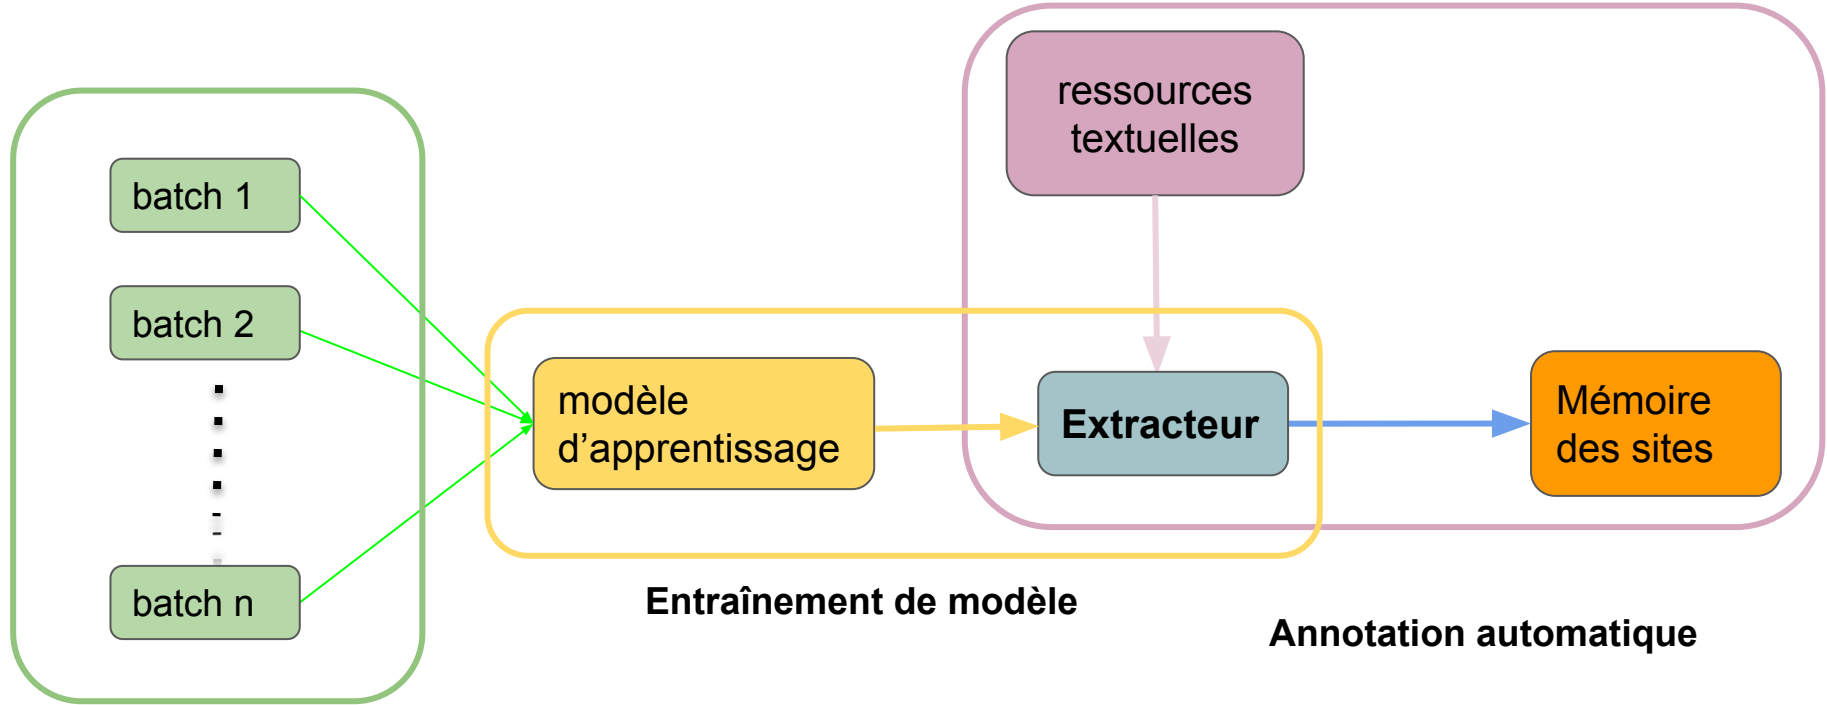 batch 1
batch 2
batch n
modèle
d’apprentissage
ressources
textuelles
Extracteur
Mémoire
des sites
Entraînement de modèle
Annotation automatique